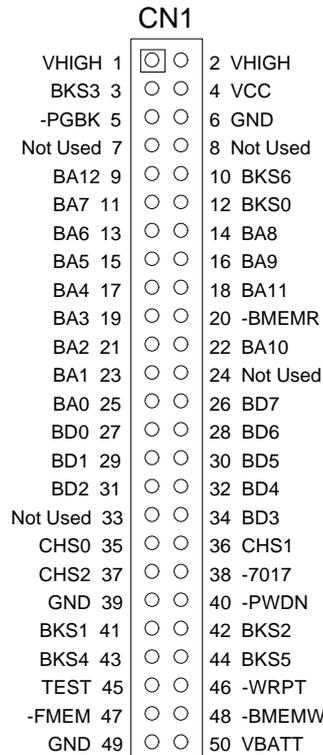 CN1
VHIGH 1 2 VHIGH
BKS3 3 4 VCC
-PGBK 5 6 GND
Not Used 7 8 Not Used
BA12 9 10 BKS6
BA7 11 12 BKS0
BA6 13 14 BA8
BA5 15 16 BA9
BA4 17 18 BA11
BA3 19 20 -BMEMR
BA2 21 22 BA10
BA1 23 24 Not Used
BA0 25 26 BD7
BD0 27 28 BD6
BD1 29 30 BD5
BD2 31 32 BD4
Not Used 33 34 BD3
CHS0 35 36 CHS1
CHS2 37 38 -7017
GND 39 40 -PWDN
BKS1 41 42 BKS2
BKS4 43 44 BKS5
TEST 45 46 -WRPT
-FMEM 47 48 -BMEMW
GND 49 50 VBATT